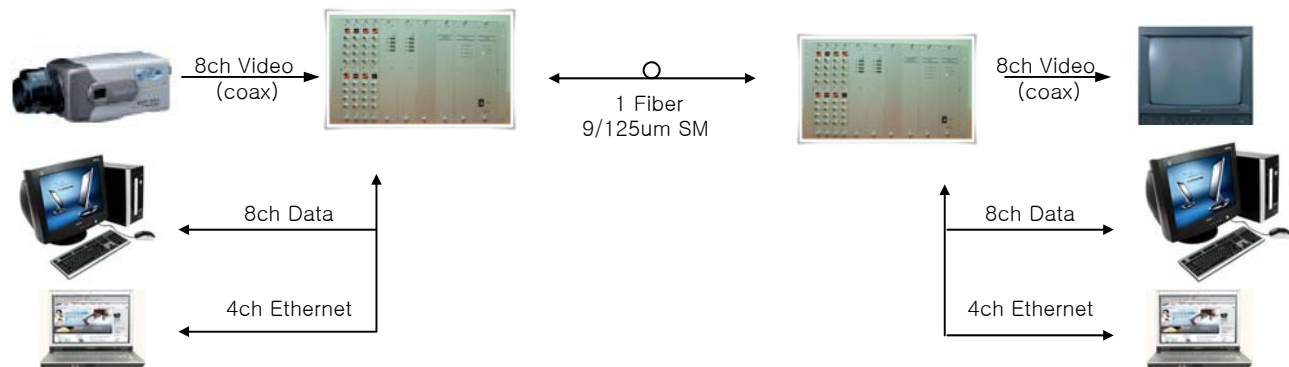 8ch Video
(coax)
1 Fiber
9/125um SM
8ch Video
(coax)
8ch Data
4ch Ethernet
8ch Data
4ch Ethernet